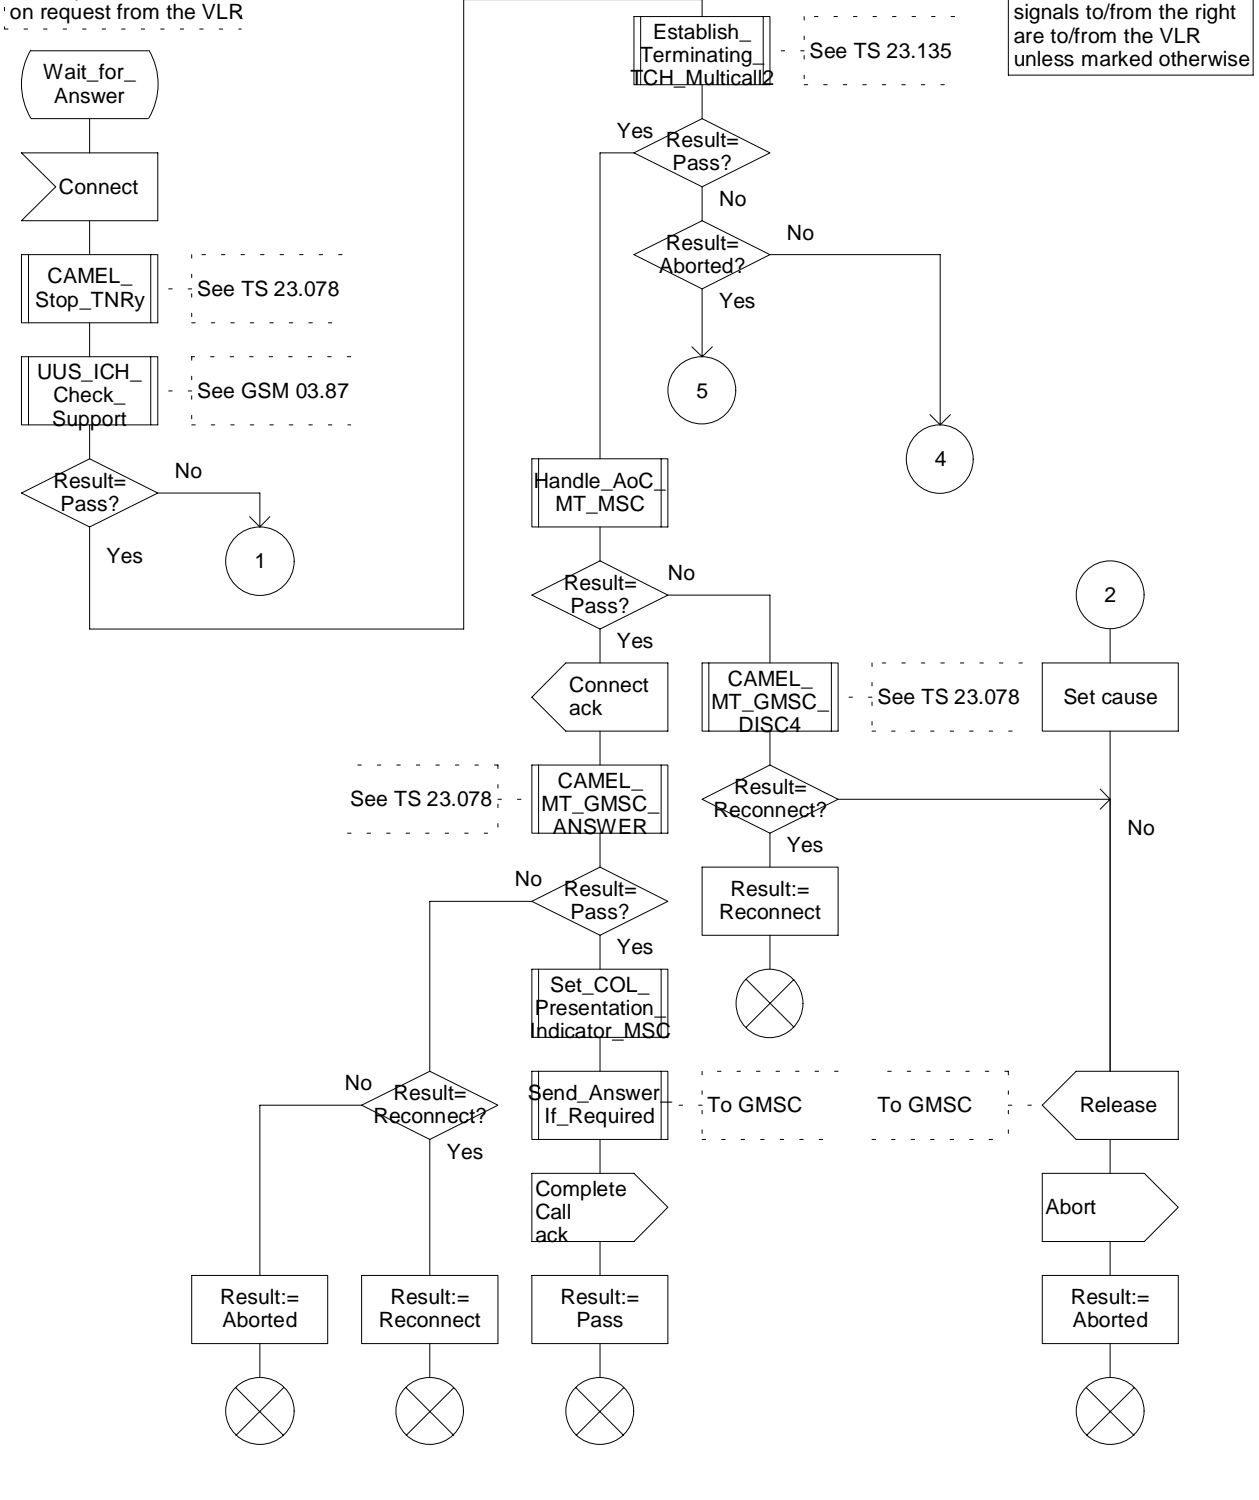 on request from the VLR
signals to/from the right
are to/from the VLR
unless marked otherwise
Wait_for_
Answer
Connect
CAMEL_
Stop_TNRy
See TS 23.078
UUS_ICH_
Check_
Support
See GSM 03.87
Result=
Pass?
No
Yes
1
Establish_
Terminating_
TCH_Multicall2
See TS 23.135
Yes
Result=
Pass?
No
Result=
Aborted?
No
Yes
5
4
Handle_AoC_
MT_MSC
Result=
Pass?
No
Yes
Connect
ack
CAMEL_
MT_GMSC_
DISC4
See TS 23.078
2
Set cause
See TS 23.078
CAMEL_
MT_GMSC_
ANSWER
Result=
Reconnect?
No
Yes
No
Result=
Pass?
Yes
Result:=
Reconnect
Set_COL_
Presentation_
Indicator_MSC
No
Result=
Reconnect?
Yes
Send_Answer_
If_Required
To GMSC
To GMSC
Release
Complete
Call
ack
Abort
Result:=
Aborted
Result:=
Reconnect
Result:=
Pass
Result:=
Aborted